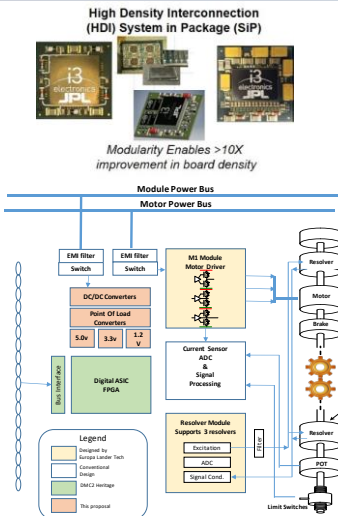 High Density Interconnection
(HDI) System in Package (SiP)
i3
electronics
JPL
i3
electronics
JPL
Modularity Enables >10X
improvement in board density
Module Power Bus
Motor Power Bus
EMI filter
Switch
EMI filter
Switch
M1 Module
Motor Driver
Resolver
DC/DC Converters
Motor
Point Of Load
Converters
Brake
5.0v
3.3v
1.2
V
Current Sensor
ADC
&
Signal
Processing
Bus Interface
Digital ASIC
FPGA
Resolver Module
Supports 3 resolvers
Resolver
Excitation
Filter
ADC
POT
Signal Cond.
Limit Switches
Legend
Designed by
Europa Lander Tech
Conventional
Design
DMC2 Heritage
This proposal